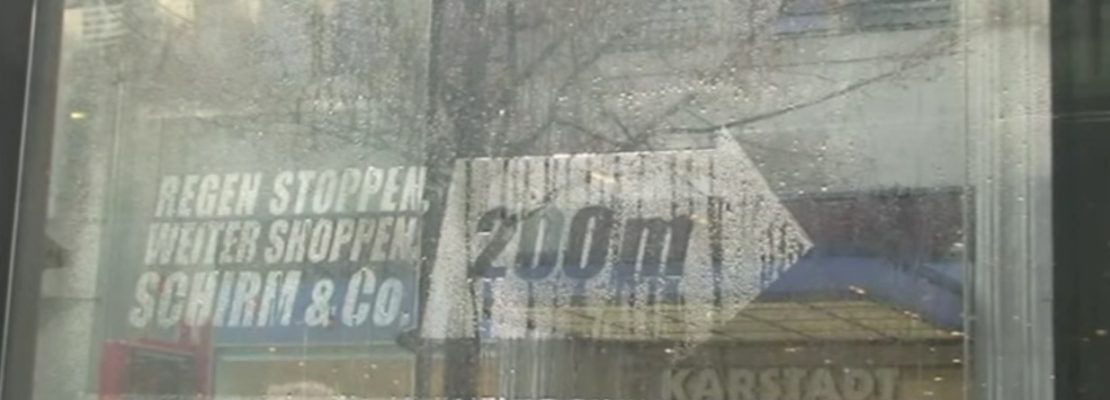 REGEN STOPPEN,
WEITER SHOPPEN.
SCHIRM & CO.
200m
KARSTADT